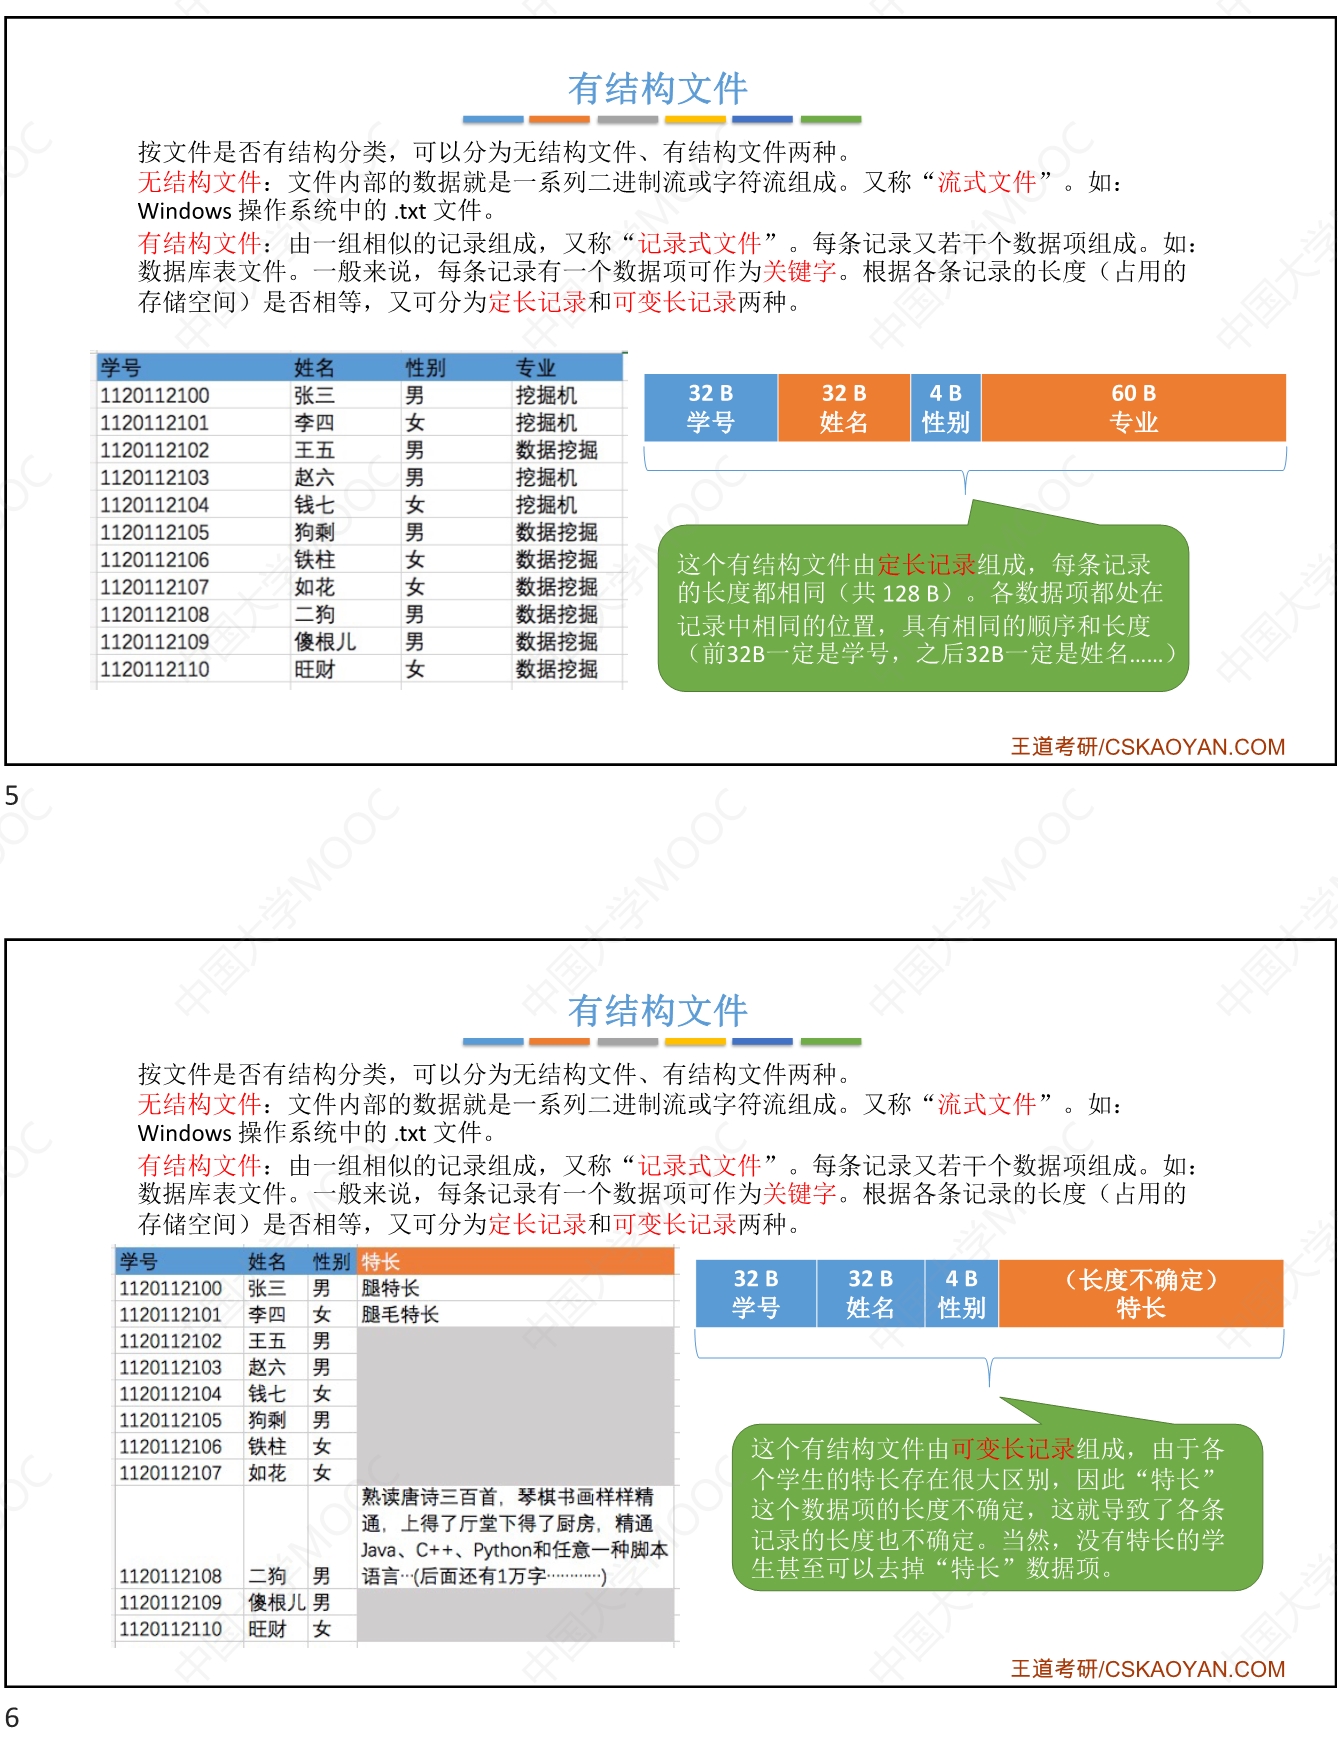 有结构文件
按文件是否有结构分类，可以分为无结构文件、有结构文件两种。
无结构文件：文件内部的数据就是一系列二进制流或字符流组成。又称“流式文件”。如：
Windows 操作系统中的 .txt 文件。
有结构文件：由一组相似的记录组成，又称“记录式文件”。每条记录又若干个数据项组成。如：
数据库表文件。一般来说，每条记录有一个数据项可作为关键字。根据各条记录的长度（占用的
存储空间）是否相等，又可分为定长记录和可变长记录两种。
学号 姓名 性别 专业
1120112100 张三 男 挖掘机
1120112101 李四 女 挖掘机
1120112102 王五 男 数据挖掘
1120112103 赵六 男 挖掘机
1120112104 钱七 女 挖掘机
1120112105 狗剩 男 数据挖掘
1120112106 铁柱 女 数据挖掘
1120112107 如花 女 数据挖掘
1120112108 二狗 男 数据挖掘
1120112109 傻根儿 男 数据挖掘
1120112110 旺财 女 数据挖掘
32 B 32 B 4 B 60 B
学号 姓名 性别 专业
这个有结构文件由定长记录组成，每条记录
的长度都相同（共 128 B）。各数据项都处在
记录中相同的位置，具有相同的顺序和长度
（前32B一定是学号，之后32B一定是姓名......）
王道考研/CSKAOYAN.COM
5
有结构文件
按文件是否有结构分类，可以分为无结构文件、有结构文件两种。
无结构文件：文件内部的数据就是一系列二进制流或字符流组成。又称“流式文件”。如：
Windows 操作系统中的 .txt 文件。
有结构文件：由一组相似的记录组成，又称“记录式文件”。每条记录又若干个数据项组成。如：
数据库表文件。一般来说，每条记录有一个数据项可作为关键字。根据各条记录的长度（占用的
存储空间）是否相等，又可分为定长记录和可变长记录两种。
学号 姓名 性别 特长
1120112100 张三 男 腿特长
1120112101 李四 女 腿毛特长
1120112102 王五 男
1120112103 赵六 男
1120112104 钱七 女
1120112105 狗剩 男
1120112106 铁柱 女
1120112107 如花 女
熟读唐诗三百首，琴棋书画样样精
通，上得了厅堂下得了厨房，精通
Java、C++、Python和任意一种脚本
1120112108 二狗 男 语言…(后面还有1万字…………)
1120112109 傻根儿 男
1120112110 旺财 女
32 B 32 B 4 B （长度不确定）
学号 姓名 性别 特长
这个有结构文件由可变长记录组成，由于各
个学生的特长存在很大区别，因此“特长”
这个数据项的长度不确定，这就导致了各条
记录的长度也不确定。当然，没有特长的学
生甚至可以去掉“特长”数据项。
王道考研/CSKAOYAN.COM
6
中国大学MOOC